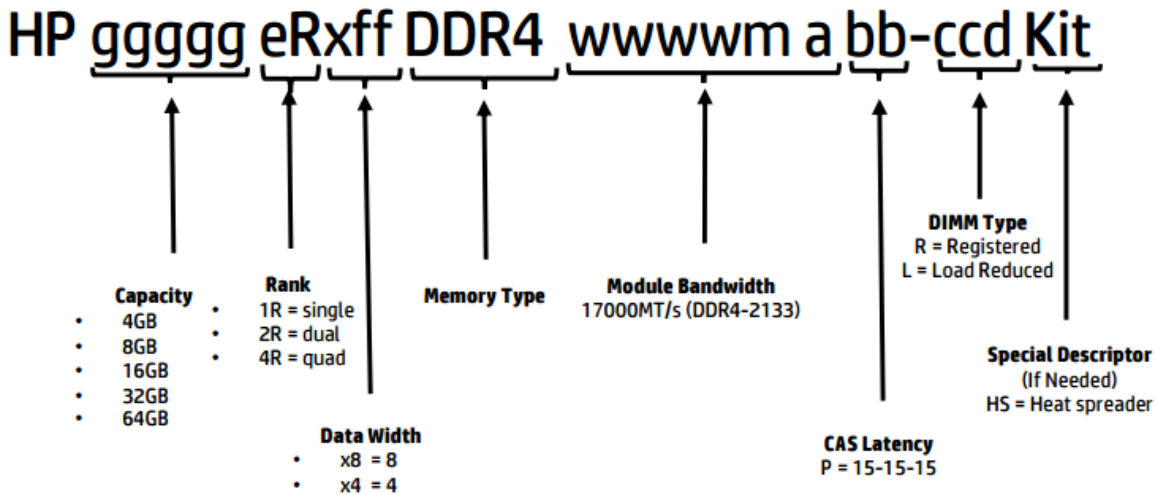 HP ggggg eRxff DDR4 wwwwm a bb-ccd Kit
Capacity
• 4GB
• 8GB
• 16GB
• 32GB
• 64GB
Rank
• 1R = single
• 2R = dual
• 4R = quad
Data Width
• x8 = 8
• x4 = 4
Memory Type
Module Bandwidth
17000MT/s (DDR4-2133)
CAS Latency
P = 15-15-15
DIMM Type
R = Registered
L = Load Reduced
Special Descriptor
(If Needed)
HS = Heat spreader